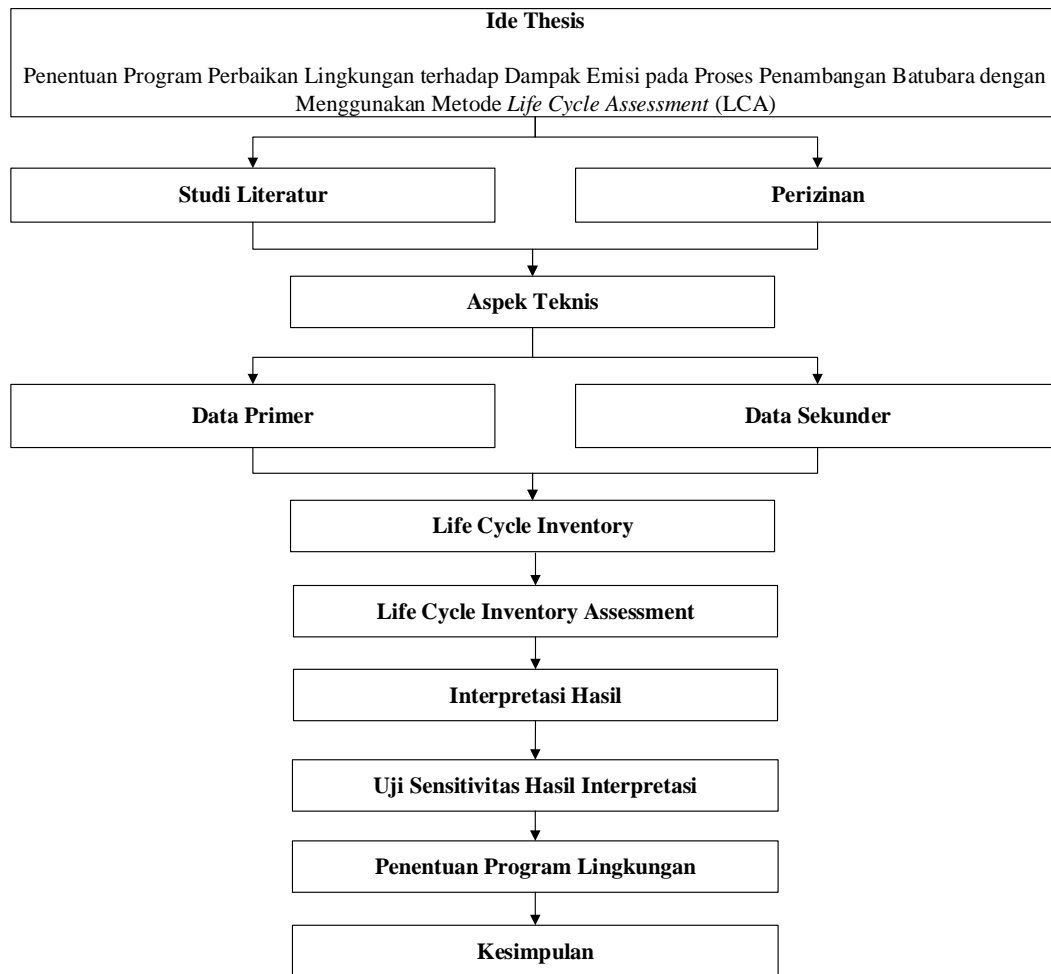 Ide Thesis
Penentuan Program Perbaikan Lingkungan terhadap Dampak Emisi pada Proses Penambangan Batubara dengan
Menggunakan Metode Life Cycle Assessment (LCA)
Studi Literatur
Perizinan
Aspek Teknis
Data Primer
Data Sekunder
Life Cycle Inventory
Life Cycle Inventory Assessment
Interpretasi Hasil
Uji Sensitivitas Hasil Interpretasi
Penentuan Program Lingkungan
Kesimpulan